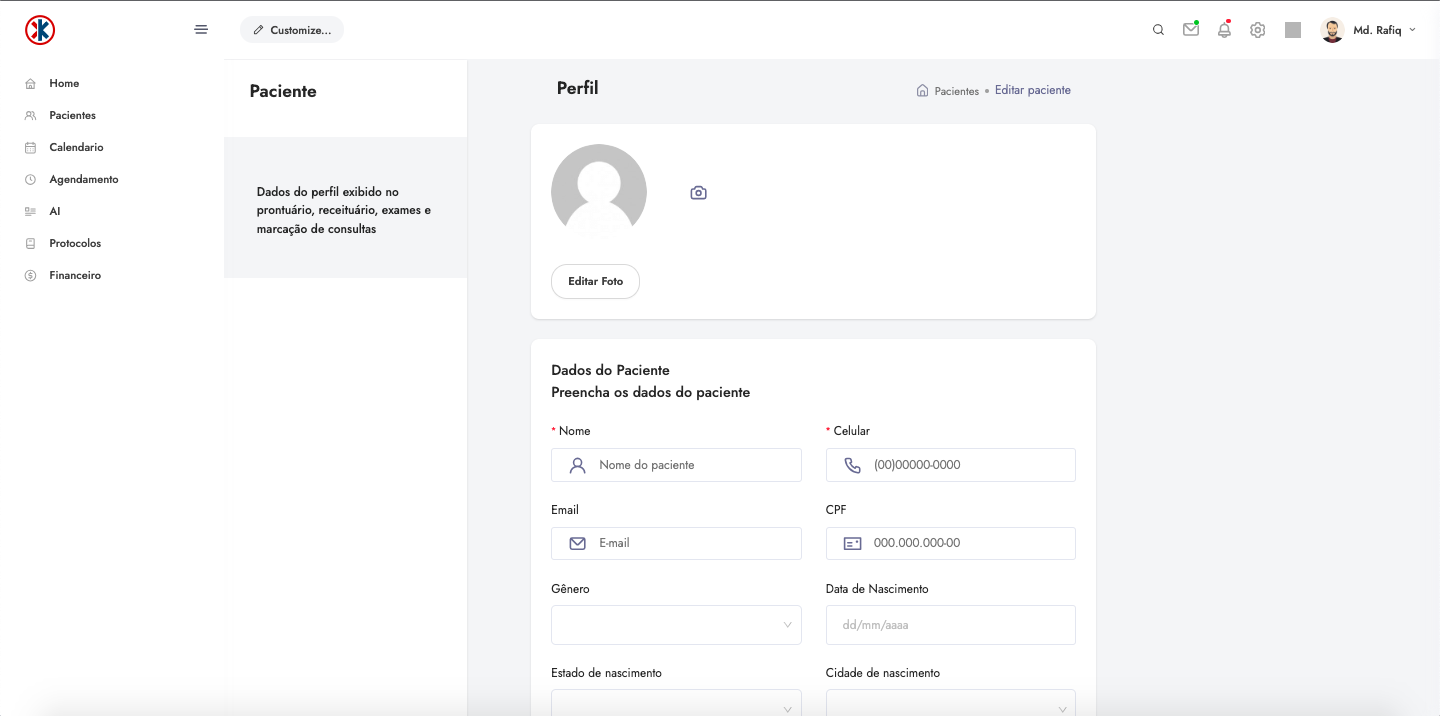 Customize...
Md. Rafiq
Home
Pacientes
Calendario
Agendamento
AI
Protocolos
Financeiro
Paciente
Dados do perfil exibido no
prontuário, receituário, exames e
marcação de consultas
Perfil
Pacientes • Editar paciente
Editar Foto
Dados do Paciente
Preencha os dados do paciente
* Nome
* Celular
Nome do paciente
(00)00000-0000
Email
CPF
E-mail
000.000.000-00
Gênero
Data de Nascimento
dd/mm/aaaa
Estado de nascimento
Cidade de nascimento